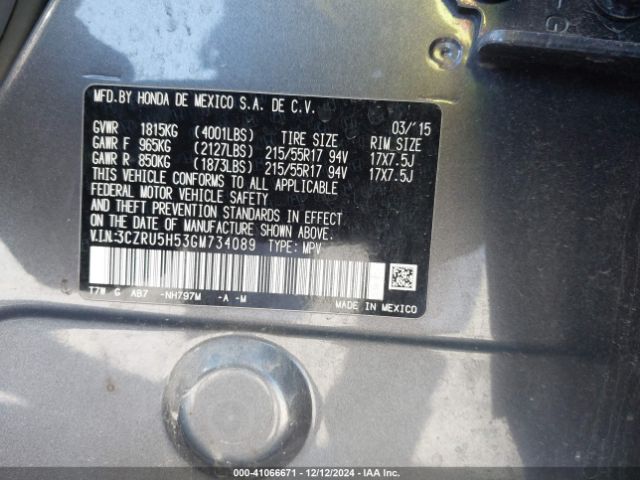 G
MFD.BY HONDA DE MEXICO S.A. DE C.V.
03/'15
GVWR 1815KG (4001LBS) TIRE SIZE RIM SIZE
GAWR F 965KG (2127LBS) 215/55R17 94V 17X7.5J
GAWR R 850KG (1873LBS) 215/55R17 94V 17X7.5J
THIS VEHICLE CONFORMS TO ALL APPLICABLE
FEDERAL MOTOR VEHICLE SAFETY
AND THEFT PREVENTION STANDARDS IN EFFECT
ON THE DATE OF MANUFACTURE SHOWN ABOVE.
V.I.N.:3CZRU5H53GM734089 TYPE: MPV
T7W G AB7 -NH797M -A -M
MADE IN MEXICO
000-41066671 - 12/12/2024 - IAA Inc.